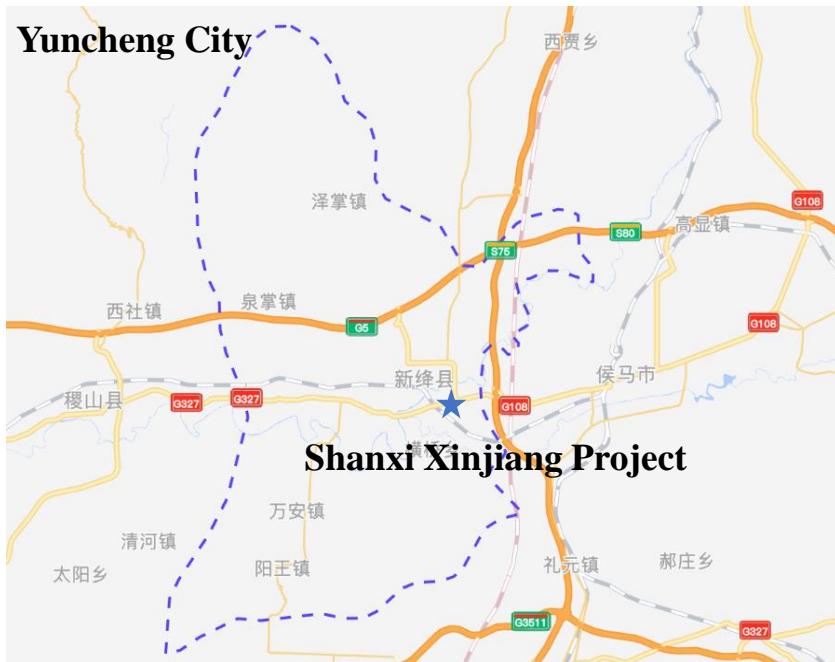 Yuncheng City
西贾乡
泽掌镇
G108
高显镇
S80
S75
西社镇
泉掌镇
G5
G108
新绛县
侯马市
稷山县
G327
G327
G108
Shanxi Xinjiang Project
万安镇
清河镇
太阳乡
阳王镇
礼元镇
郝庄乡
G3511
G327